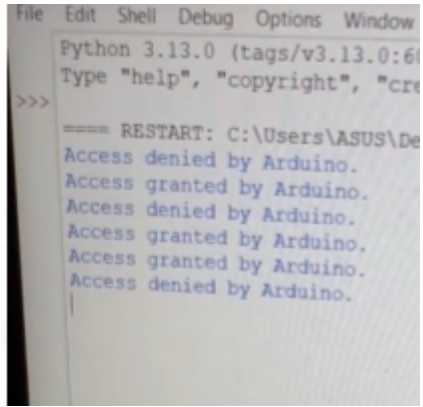 File Edit Shell Debug Options Window
Python 3.13.0 (tags/v3.13.0:60
Type "help", "copyright", "cre
>>>
==== RESTART: C:\Users\ASUS\De
Access denied by Arduino.
Access granted by Arduino.
Access denied by Arduino.
Access granted by Arduino.
Access granted by Arduino.
Access denied by Arduino.